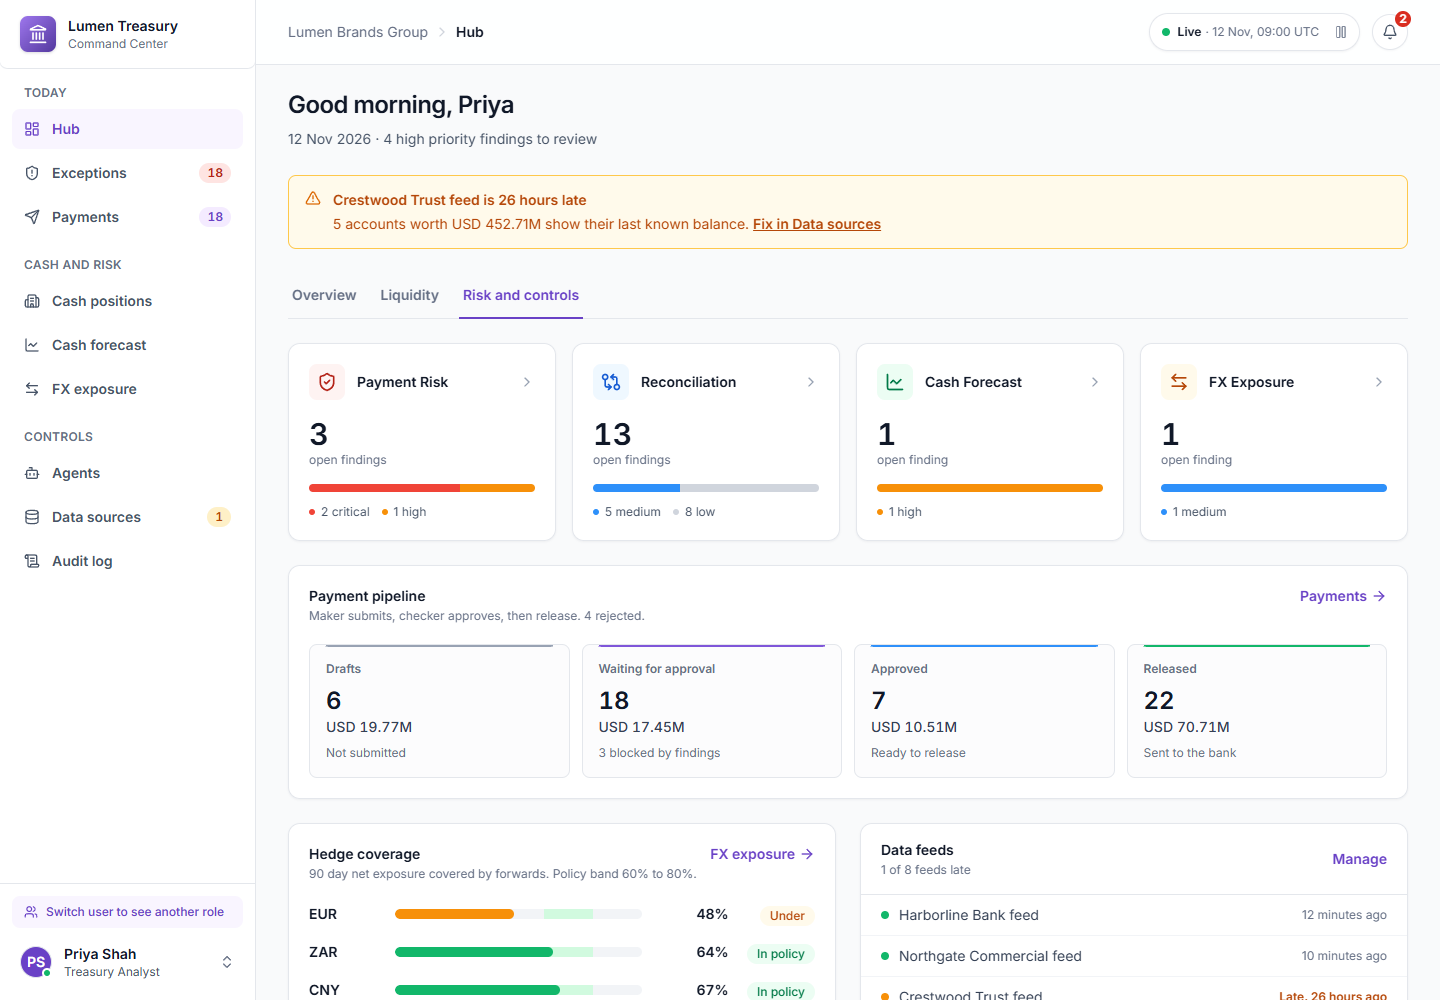 Lumen Treasury
Command Center
TODAY
Hub
Exceptions 18
Payments 18
CASH AND RISK
Cash positions
Cash forecast
FX exposure
CONTROLS
Agents
Data sources 1
Audit log
Switch user to see another role
PS
Priya Shah
Treasury Analyst
Lumen Brands Group Hub
Live · 12 Nov, 09:00 UTC
2
Good morning, Priya
12 Nov 2026 · 4 high priority findings to review
Crestwood Trust feed is 26 hours late
5 accounts worth USD 452.71M show their last known balance. Fix in Data sources
Overview Liquidity Risk and controls
Payment Risk
3
open findings
2 critical 1 high
Reconciliation
13
open findings
5 medium 8 low
Cash Forecast
1
open finding
1 high
FX Exposure
1
open finding
1 medium
Payment pipeline
Maker submits, checker approves, then release. 4 rejected.
Payments
Drafts
6
USD 19.77M
Not submitted
Waiting for approval
18
USD 17.45M
3 blocked by findings
Approved
7
USD 10.51M
Ready to release
Released
22
USD 70.71M
Sent to the bank
Hedge coverage
90 day net exposure covered by forwards. Policy band 60% to 80%.
FX exposure
EUR 48% Under
ZAR 64% In policy
CNY 67% In policy
Data feeds
1 of 8 feeds late
Manage
Harborline Bank feed 12 minutes ago
Northgate Commercial feed 10 minutes ago
Crestwood Trust feed Late, 26 hours ago